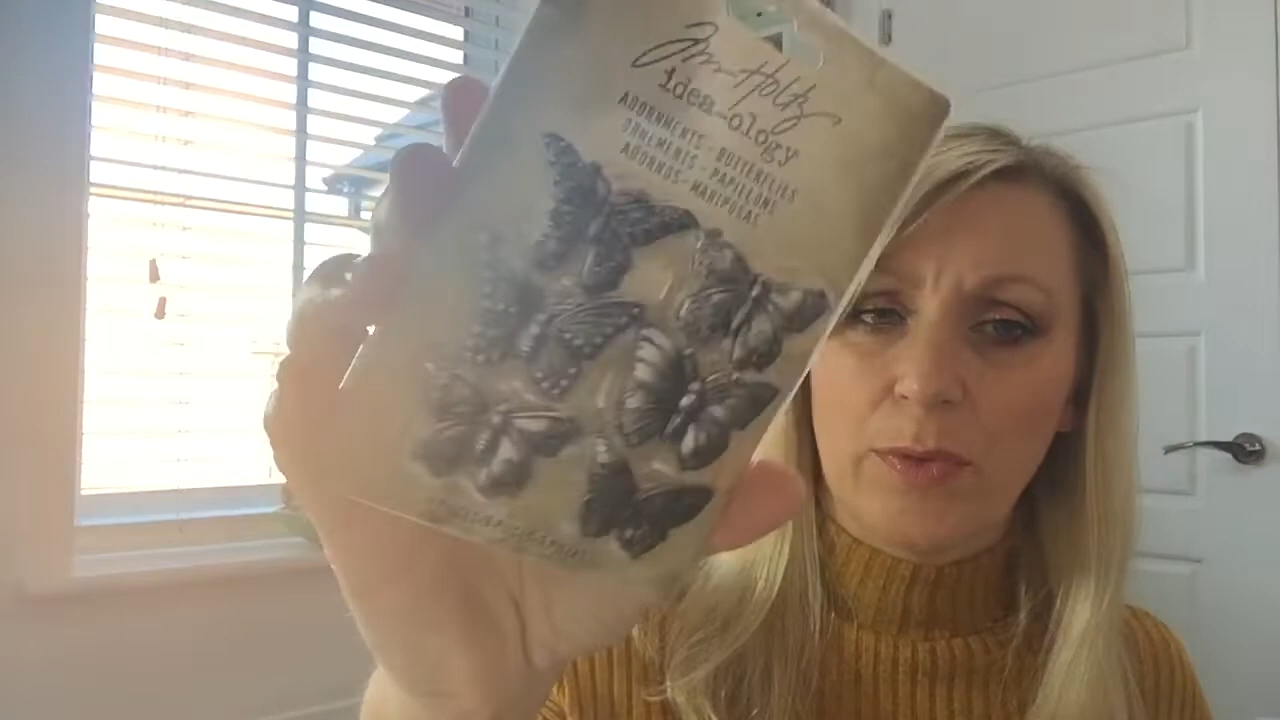 Tim Holtz
idea-ology
ADORNMENTS - BUTTERFLIES
ORNEMENTS - PAPILLONS
ADORNOS - MARIPOSAS